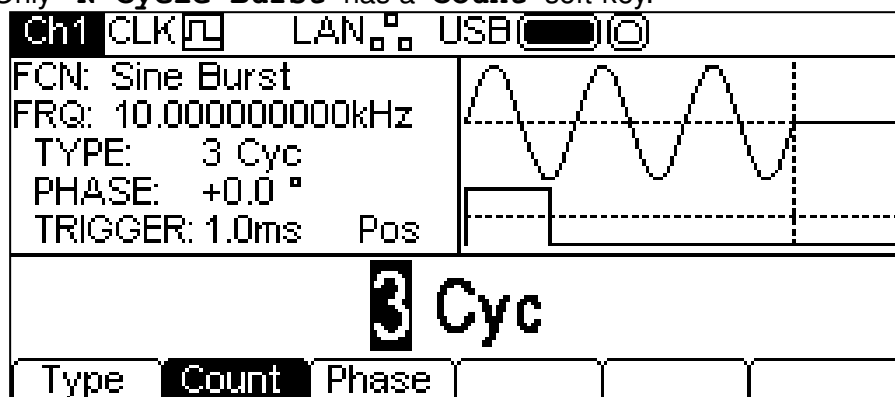 Only N Cycle Burst has a Count soft key.
Ch1 CLK LAN USB
FCN: Sine Burst
FRQ: 10.000000000kHz
TYPE: 3 Cyc
PHASE: +0.0 °
TRIGGER: 1.0ms Pos
3 Cyc
Type Count Phase